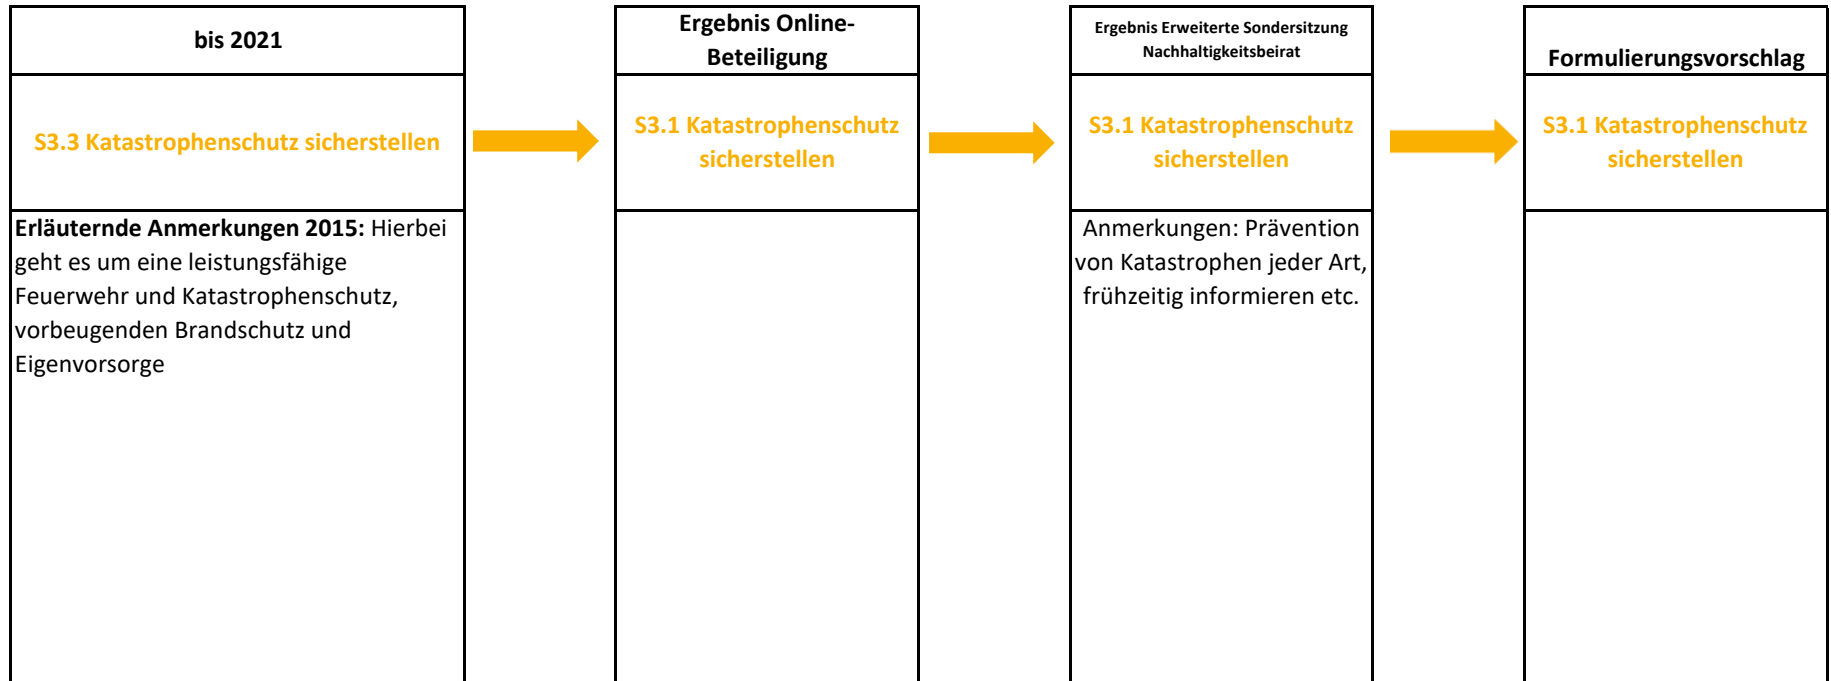 bis 2021
S3.3 Katastrophenschutz sicherstellen
Erläuternde Anmerkungen 2015: Hierbei
geht es um eine leistungsfähige
Feuerwehr und Katastrophenschutz,
vorbeugenden Brandschutz und
Eigenvorsorge
Ergebnis Online-
Beteiligung
S3.1 Katastrophenschutz
sicherstellen
Ergebnis Erweiterte Sondersitzung
Nachhaltigkeitsbeirat
S3.1 Katastrophenschutz
sicherstellen
Anmerkungen: Prävention
von Katastrophen jeder Art,
frühzeitig informieren etc.
Formulierungsvorschlag
S3.1 Katastrophenschutz
sicherstellen